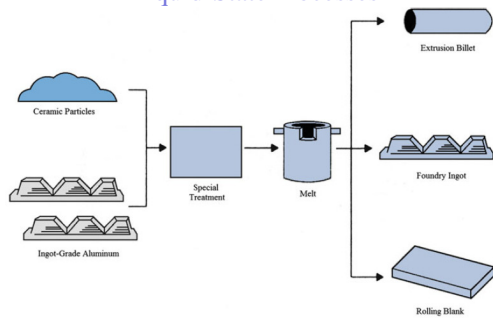 Extrusion Billet
Ceramic Particles
Special
Treatment
Melt
Foundry Ingot
Ingot-Grade Aluminum
Rolling Blank